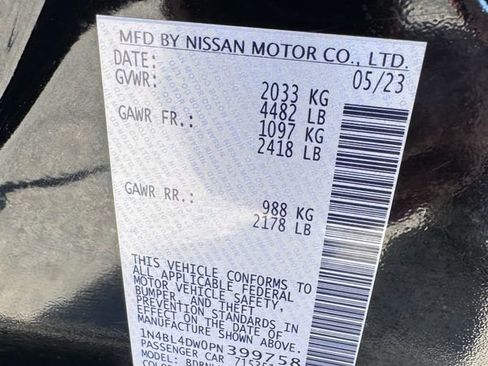 MFD BY NISSAN MOTOR CO., LTD.
DATE: 05/23
GVWR: 2033 KG
4482 LB
GAWR FR.: 1097 KG
2418 LB
GAWR RR.: 988 KG
2178 LB
THIS VEHICLE CONFORMS TO
ALL APPLICABLE FEDERAL
MOTOR VEHICLE SAFETY,
BUMPER, AND THEFT
PREVENTION STANDARDS IN
EFFECT ON THE DATE OF
MANUFACTURE SHOWN ABOVE.
1N4BL4DW0PN399758
PASSENGER CAR
MODEL: